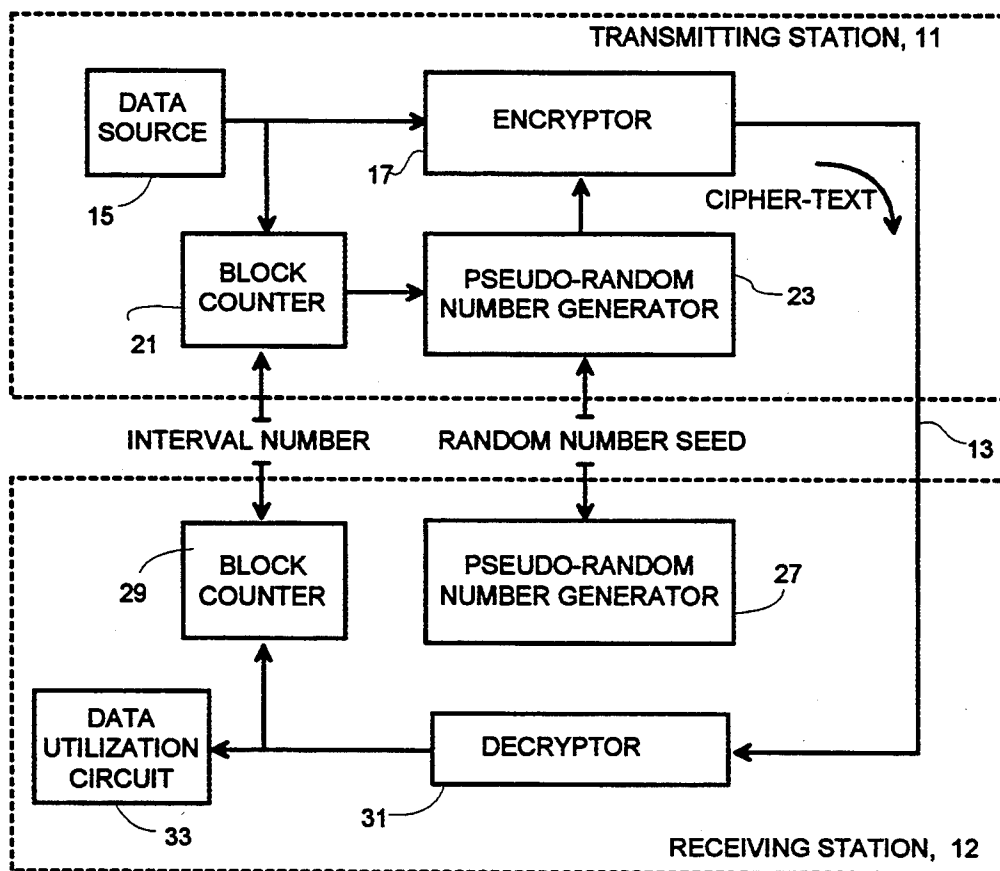 TRANSMITTING STATION, 11
DATA
SOURCE
15
ENCRYPTOR
17
CIPHER-TEXT
BLOCK
COUNTER
21
PSEUDO-RANDOM
NUMBER GENERATOR
23
INTERVAL NUMBER
RANDOM NUMBER SEED
13
BLOCK
COUNTER
29
PSEUDO-RANDOM
NUMBER GENERATOR
27
DATA
UTILIZATION
CIRCUIT
33
DECRYPTOR
31
RECEIVING STATION, 12